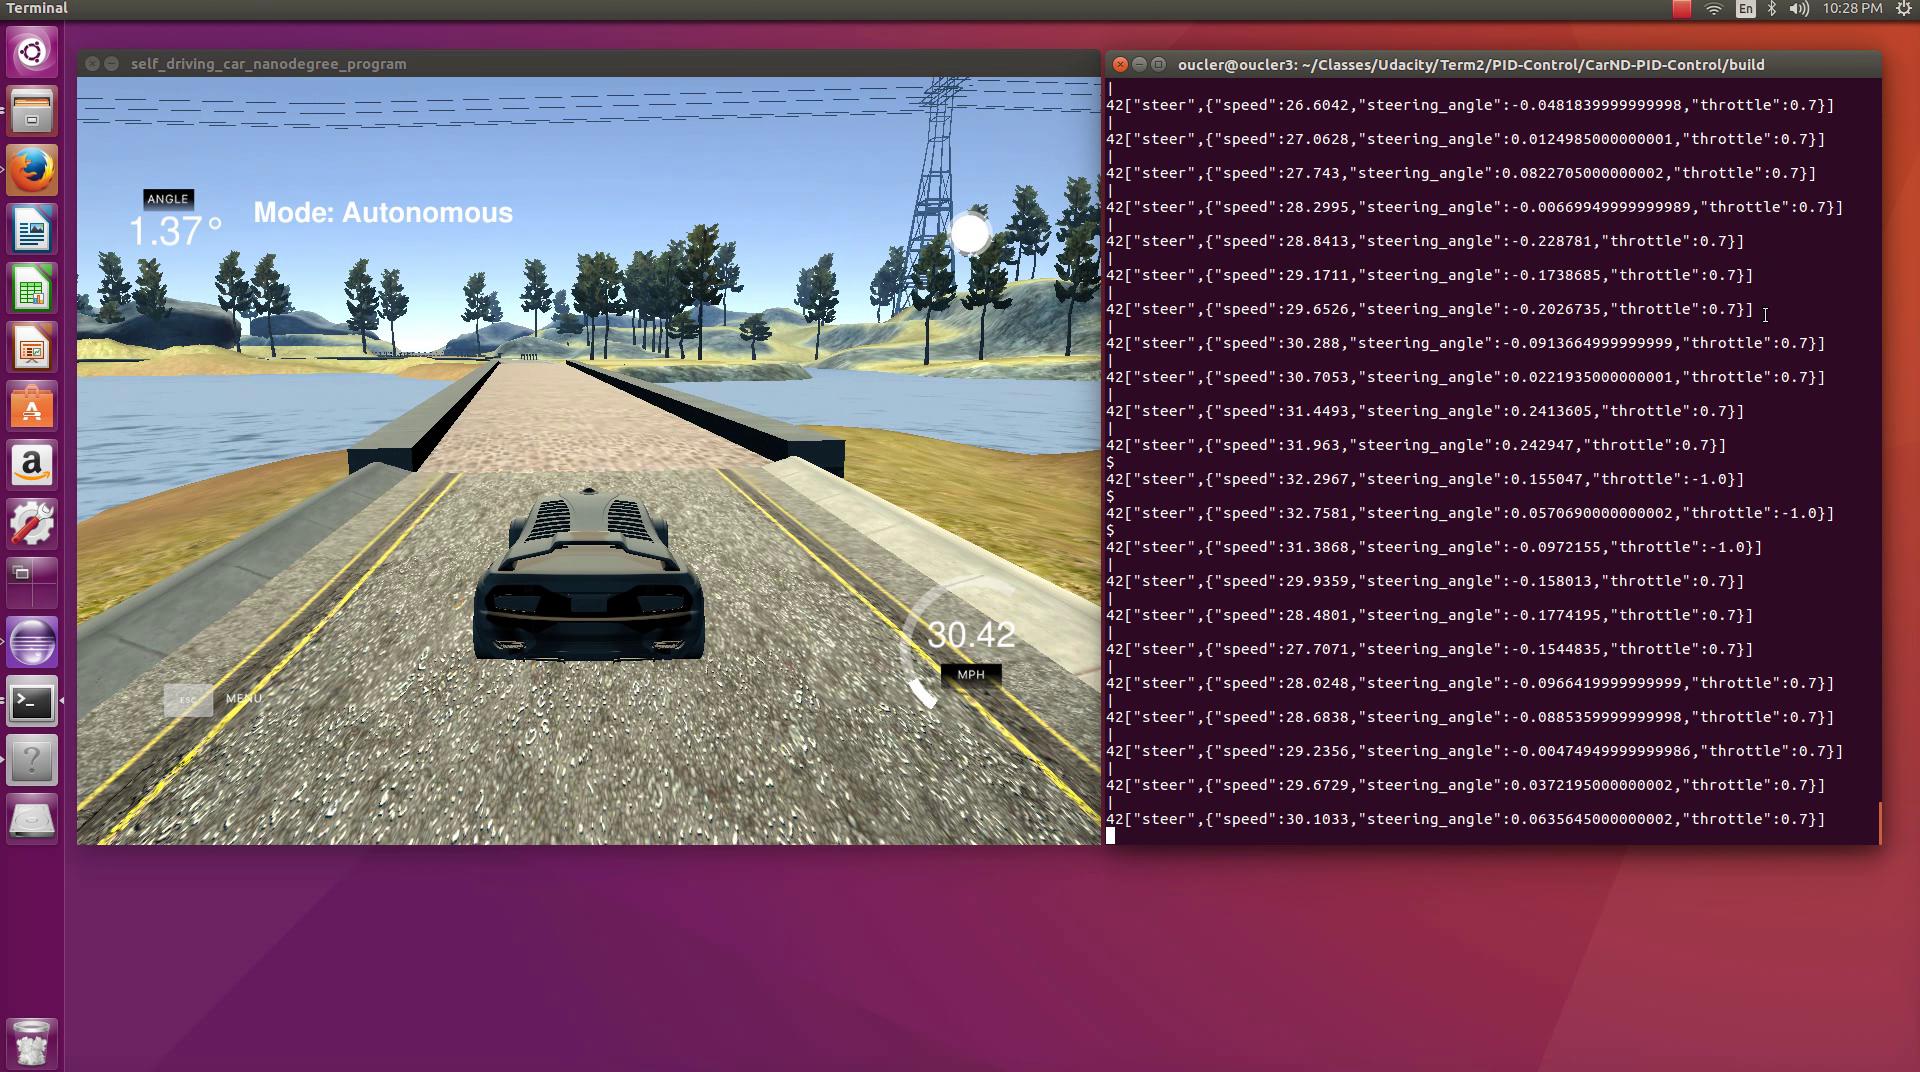 Terminal
En
10:28 PM
self_driving_car_nanodegree_program
ANGLE
1.37°
Mode: Autonomous
30.42
MPH
ESC
MENU
oucler@oucler3: ~/Classes/Udacity/Term2/PID-Control/CarND-PID-Control/build
|
42["steer",{"speed":26.6042,"steering_angle":-0.0481839999999998,"throttle":0.7}]
|
42["steer",{"speed":27.0628,"steering_angle":0.0124985000000001,"throttle":0.7}]
|
42["steer",{"speed":27.743,"steering_angle":0.0822705000000002,"throttle":0.7}]
|
42["steer",{"speed":28.2995,"steering_angle":-0.00669949999999989,"throttle":0.7}]
|
42["steer",{"speed":28.8413,"steering_angle":-0.228781,"throttle":0.7}]
|
42["steer",{"speed":29.1711,"steering_angle":-0.1738685,"throttle":0.7}]
|
42["steer",{"speed":29.6526,"steering_angle":-0.2026735,"throttle":0.7}]
|
42["steer",{"speed":30.288,"steering_angle":-0.0913664999999999,"throttle":0.7}]
|
42["steer",{"speed":30.7053,"steering_angle":0.0221935000000001,"throttle":0.7}]
|
42["steer",{"speed":31.4493,"steering_angle":0.2413605,"throttle":0.7}]
|
42["steer",{"speed":31.963,"steering_angle":0.242947,"throttle":0.7}]
$
42["steer",{"speed":32.2967,"steering_angle":0.155047,"throttle":-1.0}]
$
42["steer",{"speed":32.7581,"steering_angle":0.0570690000000002,"throttle":-1.0}]
$
42["steer",{"speed":31.3868,"steering_angle":-0.0972155,"throttle":-1.0}]
|
42["steer",{"speed":29.9359,"steering_angle":-0.158013,"throttle":0.7}]
|
42["steer",{"speed":28.4801,"steering_angle":-0.1774195,"throttle":0.7}]
|
42["steer",{"speed":27.7071,"steering_angle":-0.1544835,"throttle":0.7}]
|
42["steer",{"speed":28.0248,"steering_angle":-0.0966419999999999,"throttle":0.7}]
|
42["steer",{"speed":28.6838,"steering_angle":-0.0885359999999998,"throttle":0.7}]
|
42["steer",{"speed":29.2356,"steering_angle":-0.00474949999999986,"throttle":0.7}]
|
42["steer",{"speed":29.6729,"steering_angle":0.0372195000000002,"throttle":0.7}]
|
42["steer",{"speed":30.1033,"steering_angle":0.0635645000000002,"throttle":0.7}]